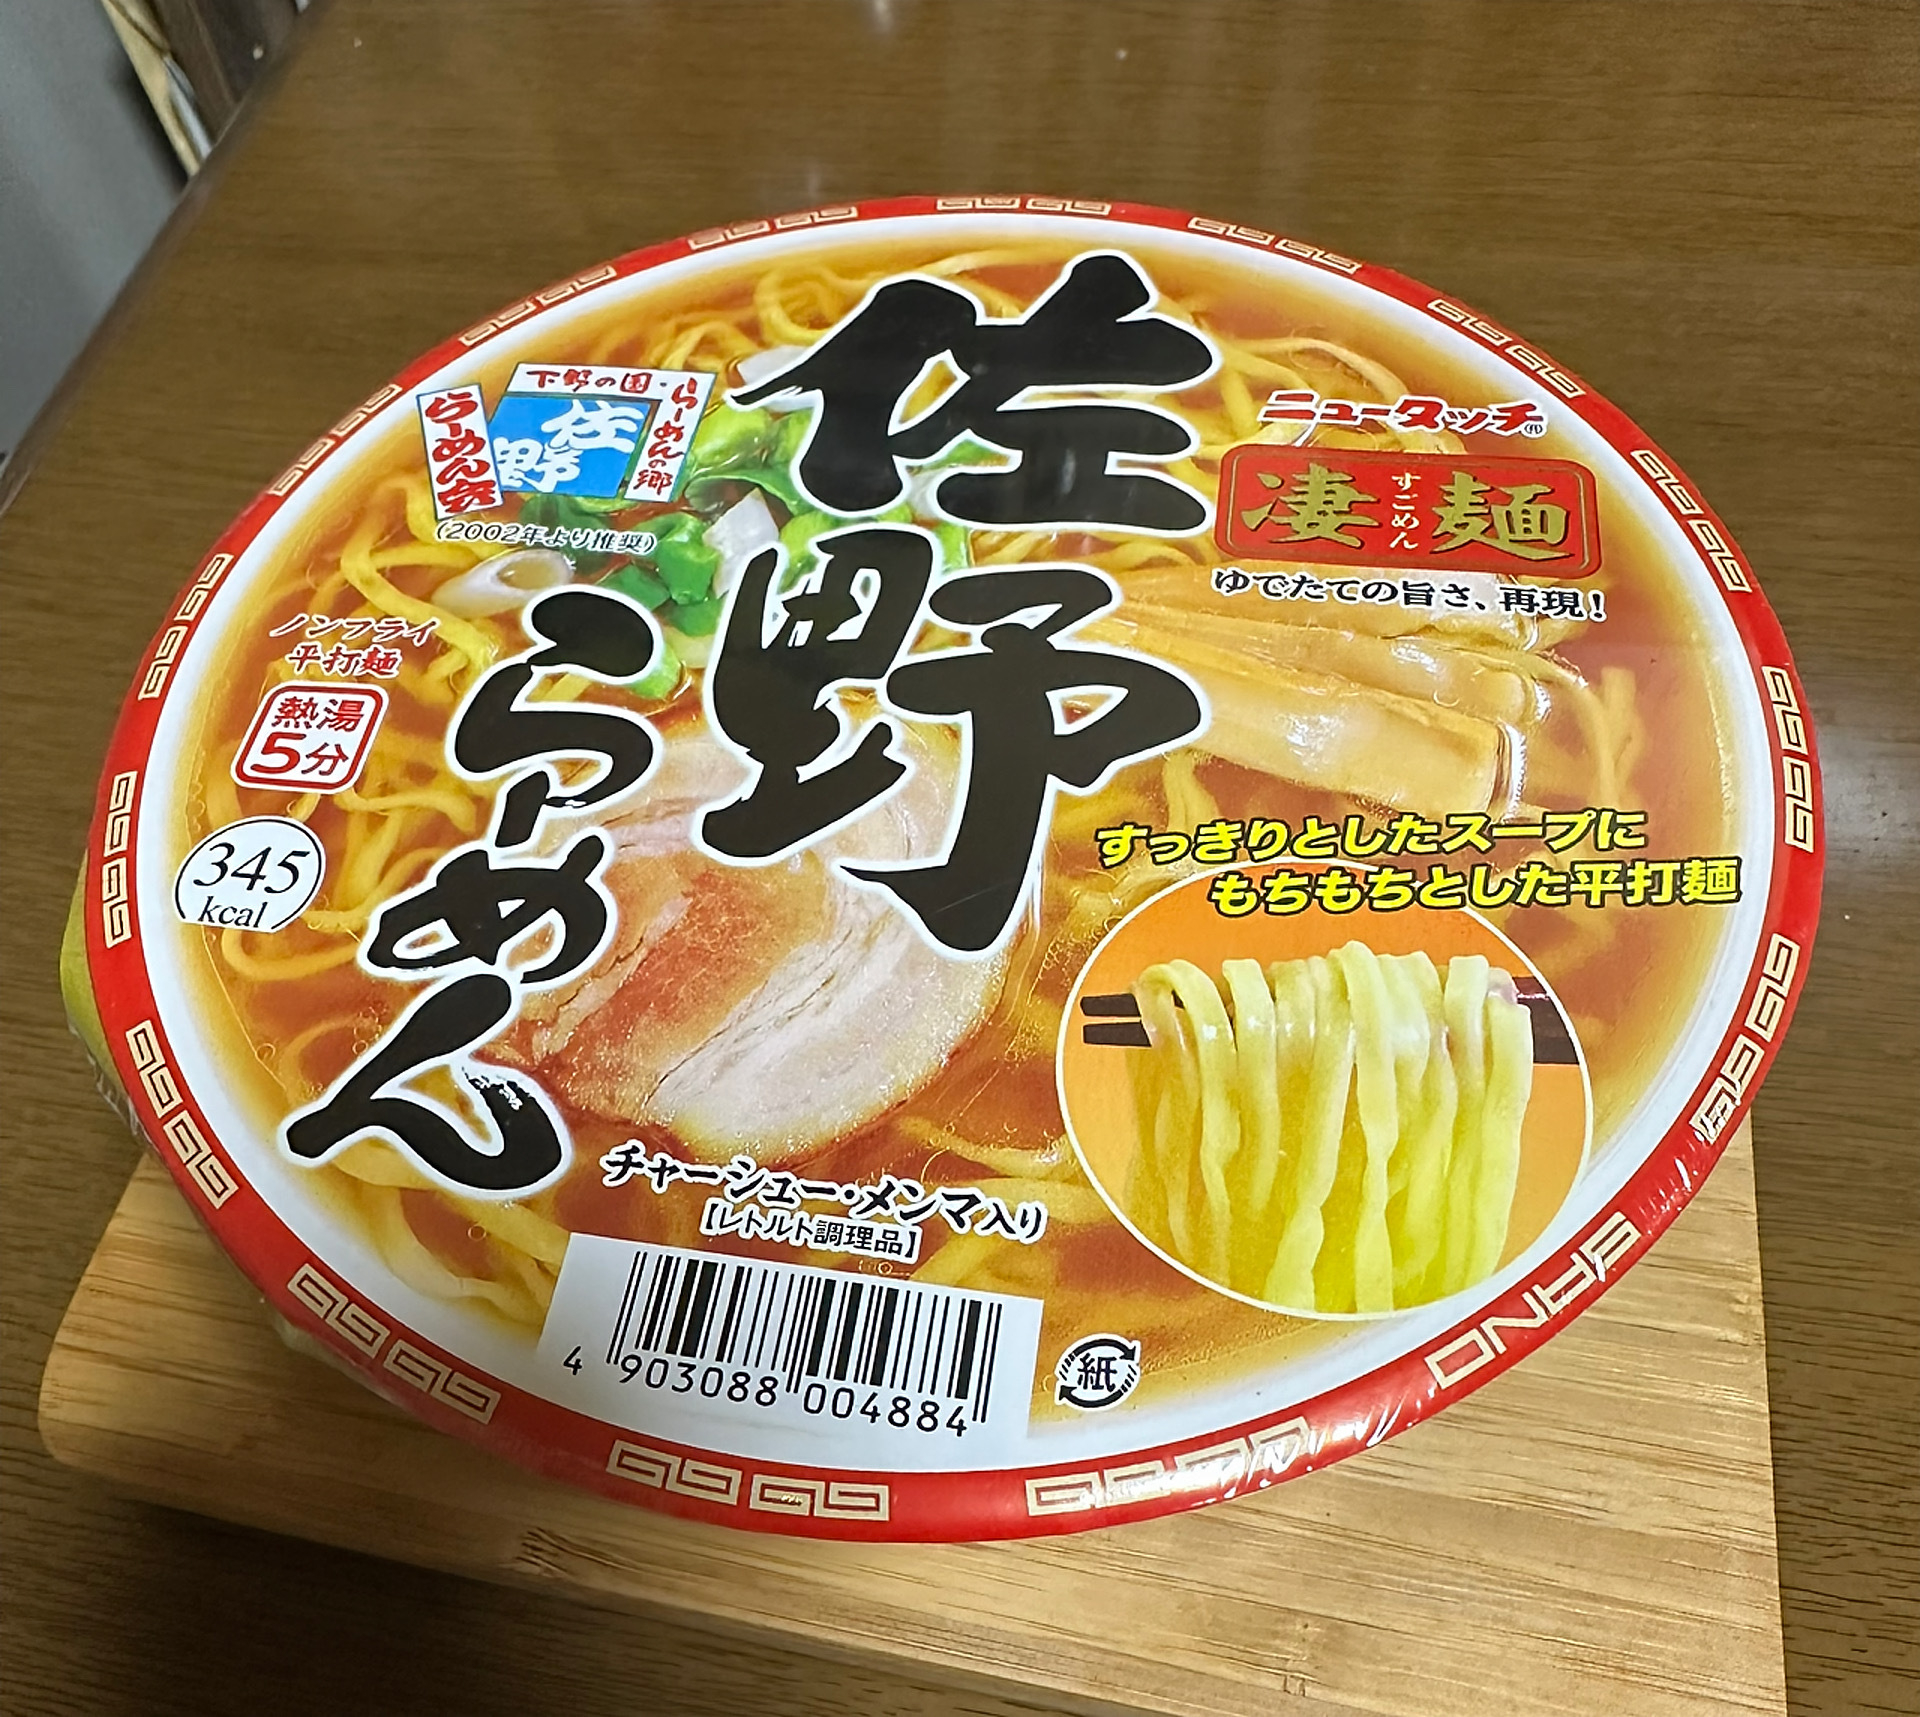 佐野
らーめん
下野の国・らーめんの郷
佐野
らーめん会
(2002年より推奨)
ニュータッチ®
凄麺
すごめん
ゆでたての旨さ、再現!
ノンフライ
平打麺
熱湯
5分
345
kcal
すっきりとしたスープに
もちもちとした平打麺
チャーシュー・メンマ入り
【レトルト調理品】
4 903088 004884
紙
SANO